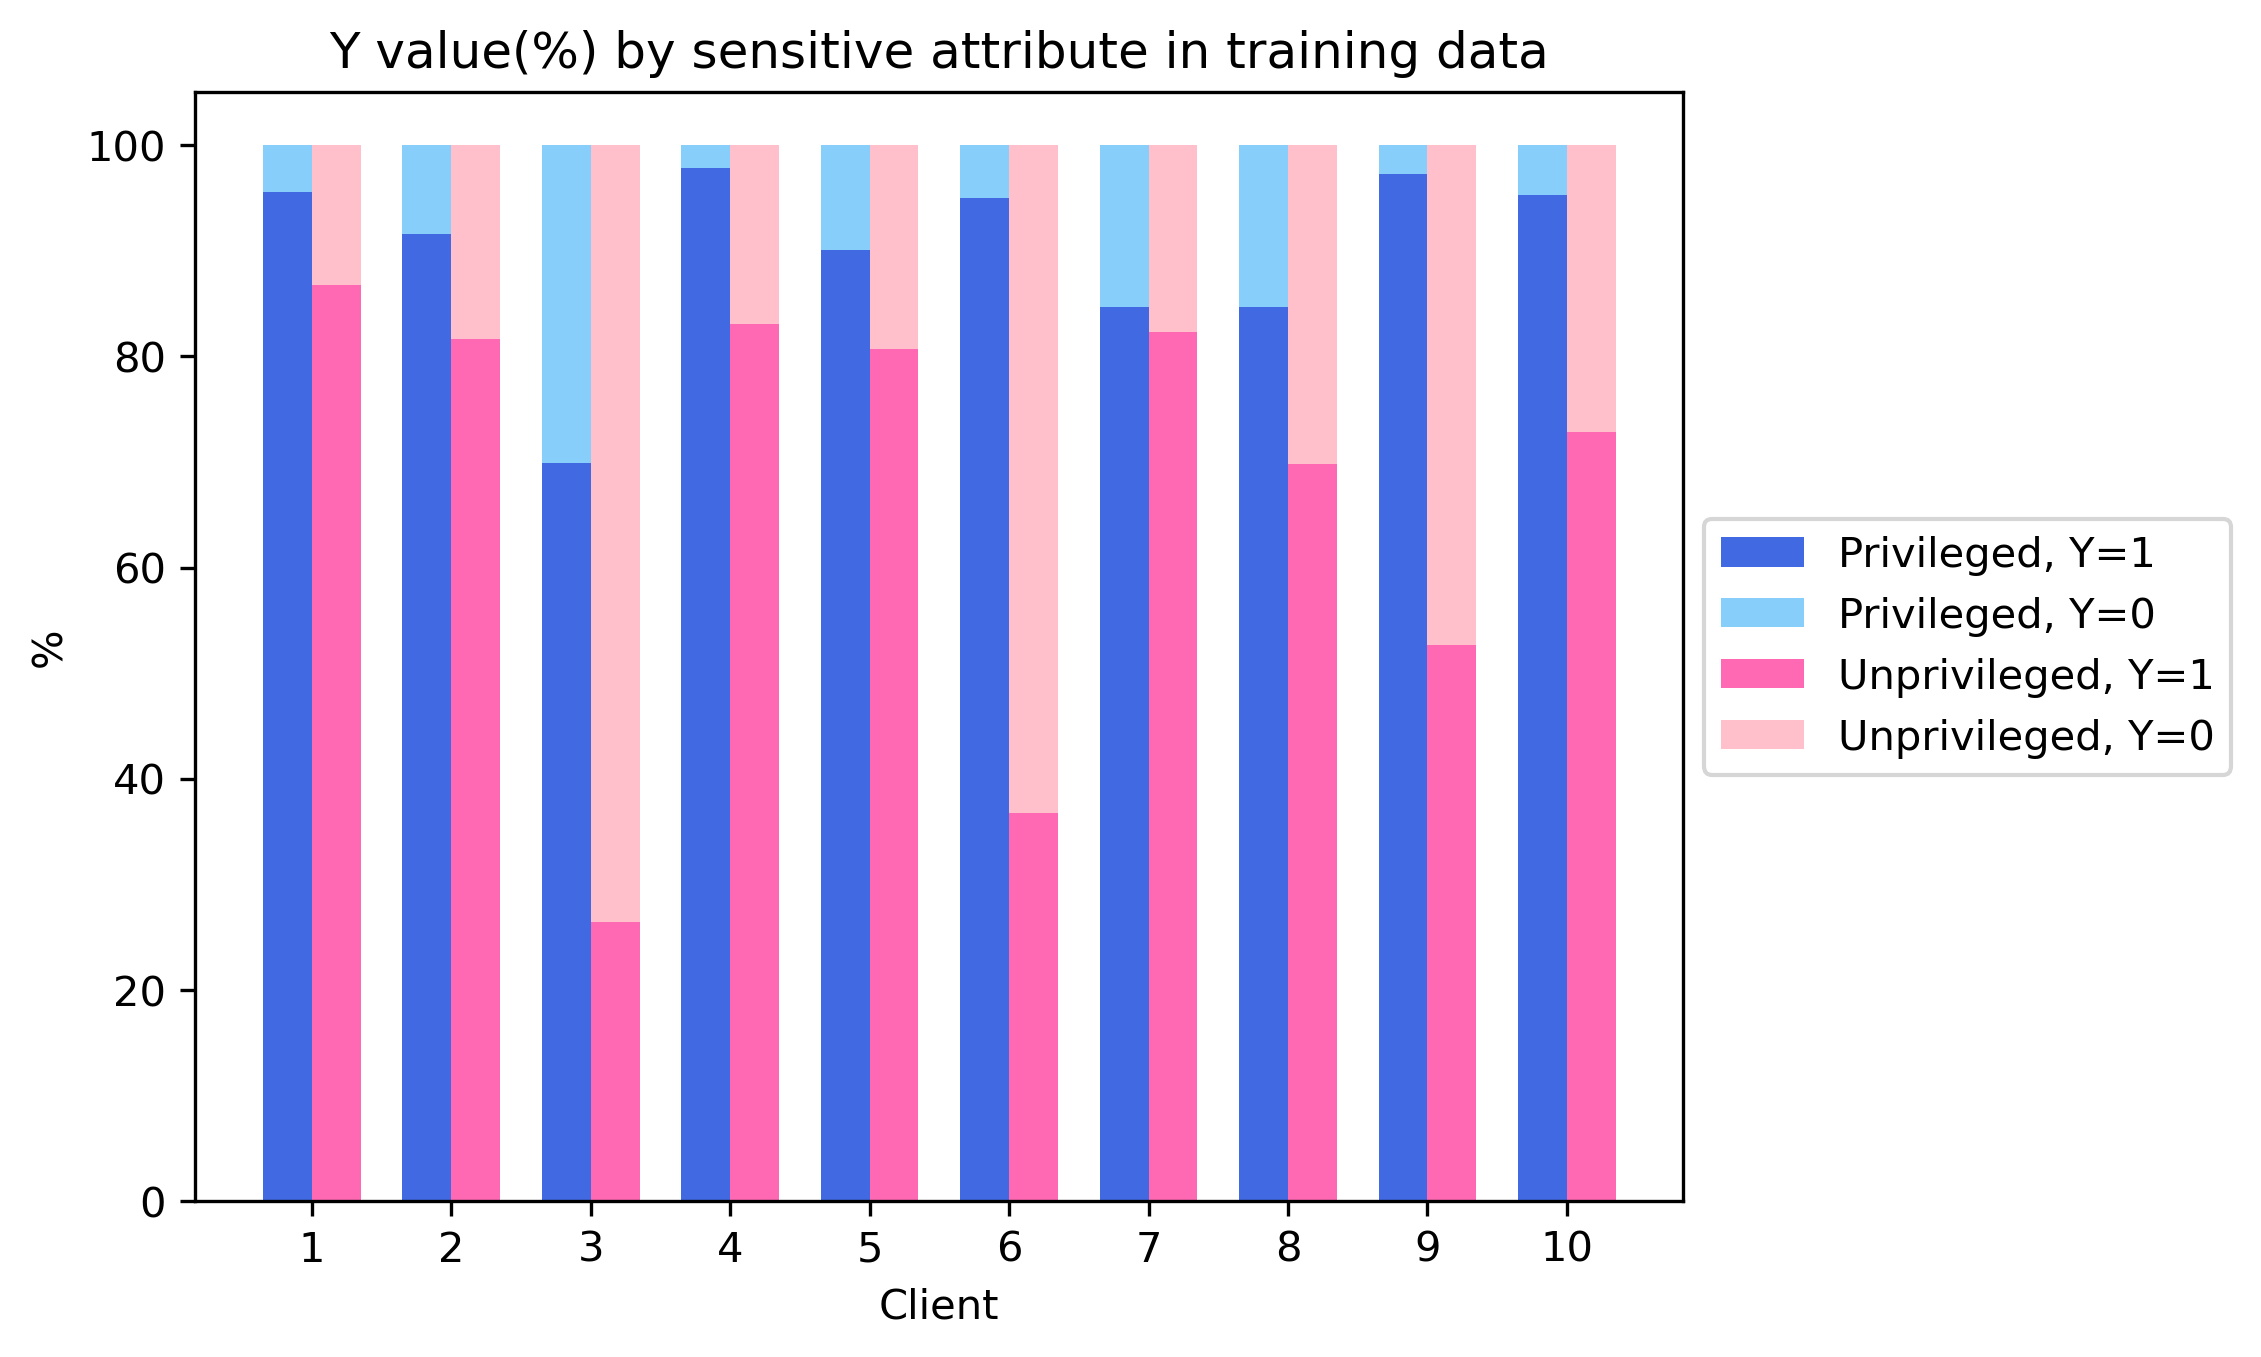 Y value(%) by sensitive attribute in training data
100
80
60
40
20
0
%
1 2 3 4 5 6 7 8 9 10
Client
Privileged, Y=1
Privileged, Y=0
Unprivileged, Y=1
Unprivileged, Y=0